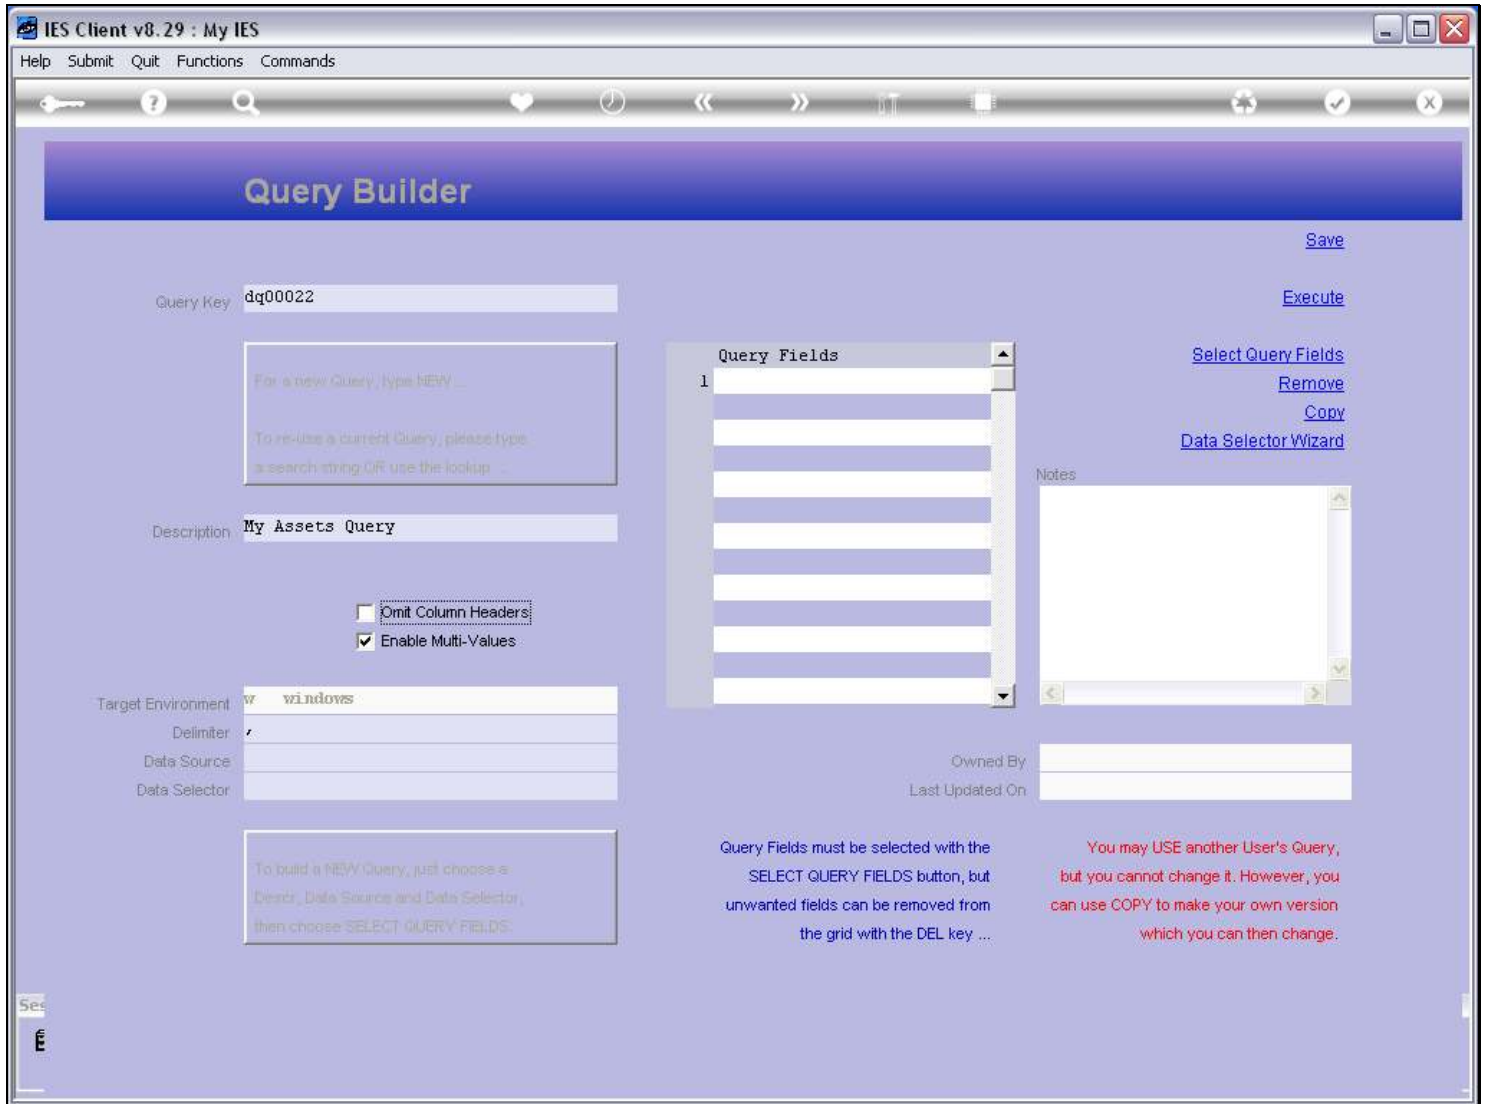 IES Client v8.29 : My IES
Help Submit Quit Functions Commands
Query Builder
Save
Query Key dq00022
Execute
For a new Query, type NEW ...
To re-use a current Query, please type
a search string OR use the lookup ...
Query Fields
1
Select Query Fields
Remove
Copy
Data Selector Wizard
Notes
Description My Assets Query
Omit Column Headers
Enable Multi-Values
Target Environment w windows
Delimiter ,
Data Source
Data Selector
Owned By
Last Updated On
To build a NEW Query, just choose a
Descr, Data Source and Data Selector,
then choose SELECT QUERY FIELDS.
Query Fields must be selected with the
SELECT QUERY FIELDS button, but
unwanted fields can be removed from
the grid with the DEL key ...
You may USE another User's Query,
but you cannot change it. However, you
can use COPY to make your own version
which you can then change.
Ses